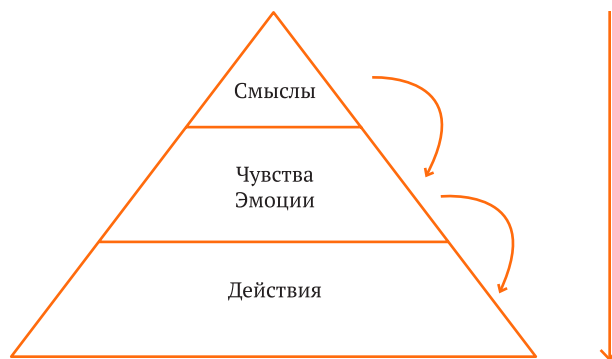 Смыслы
Чувства
Эмоции
Действия